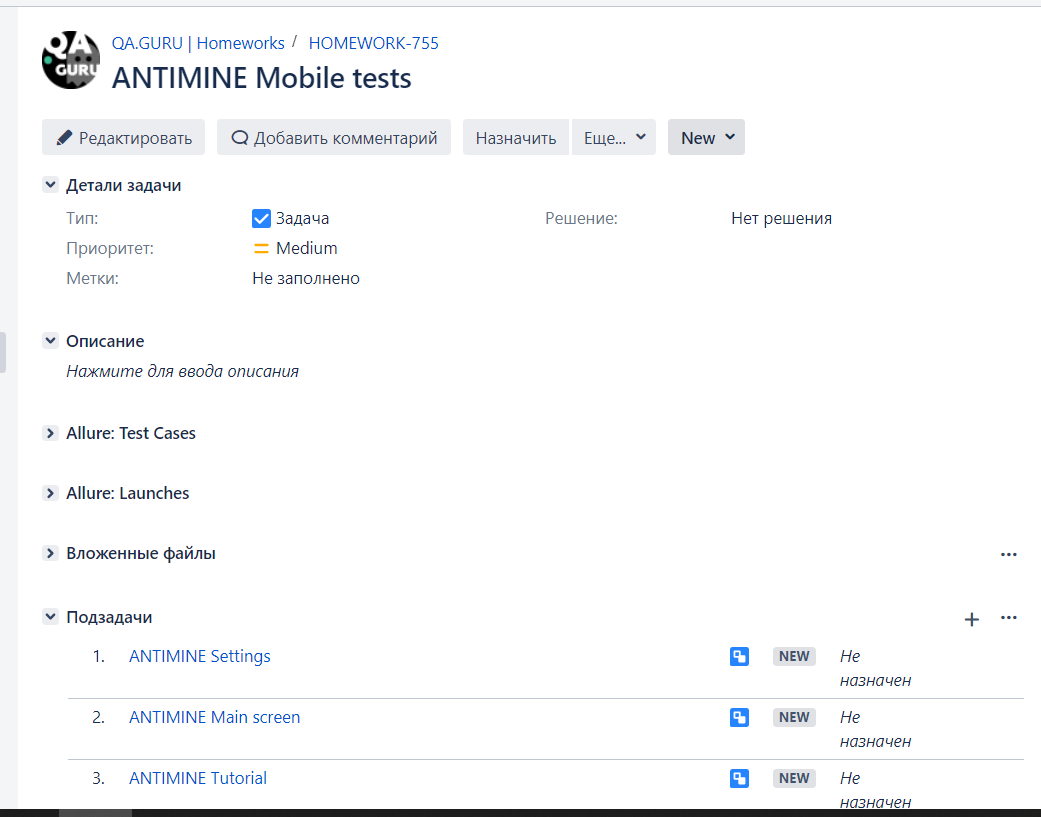 QA
GURU
QA.GURU | Homeworks / HOMEWORK-755
ANTIMINE Mobile tests
Редактировать Добавить комментарий Назначить Еще... New
Детали задачи
Тип: Задача Решение: Нет решения
Приоритет: Medium
Метки: Не заполнено
Описание
Нажмите для ввода описания
Allure: Test Cases
Allure: Launches
Вложенные файлы
Подзадачи
1. ANTIMINE Settings NEW Не
назначен
2. ANTIMINE Main screen NEW Не
назначен
3. ANTIMINE Tutorial NEW Не
назначен